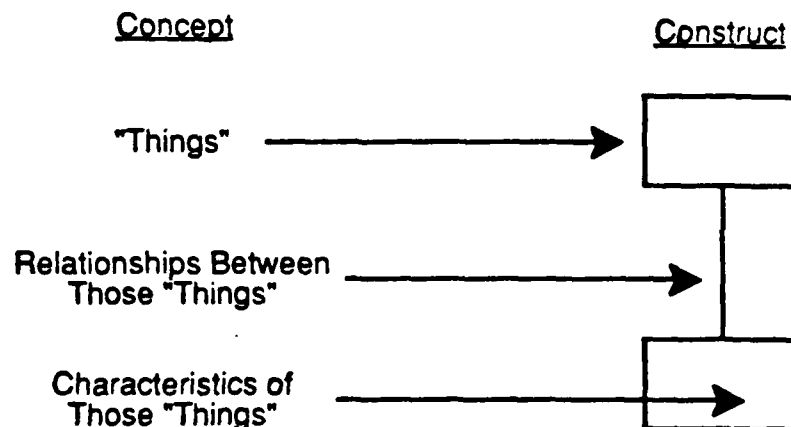 Concept
Construct
"Things"
Relationships Between
Those "Things"
Characteristics of
Those "Things"